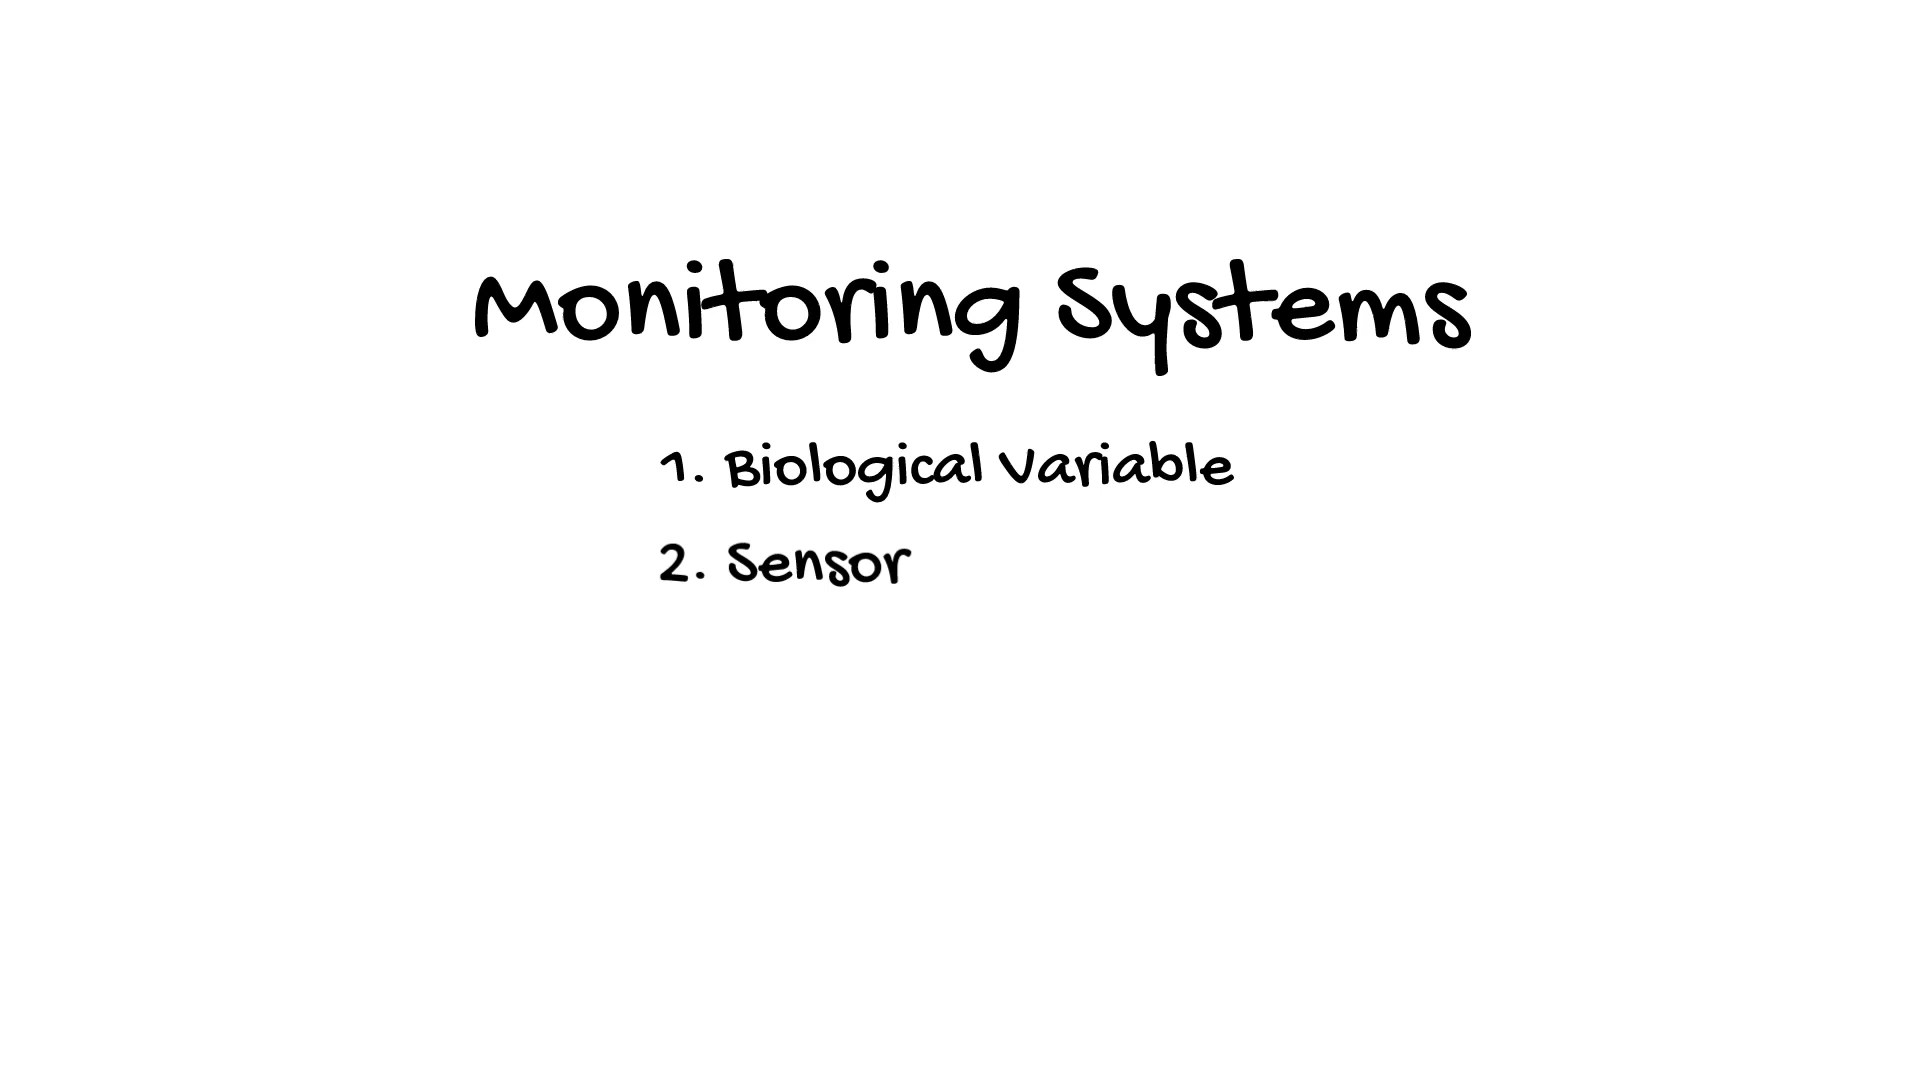 Monitoring Systems
1. Biological Variable
2. Sensor